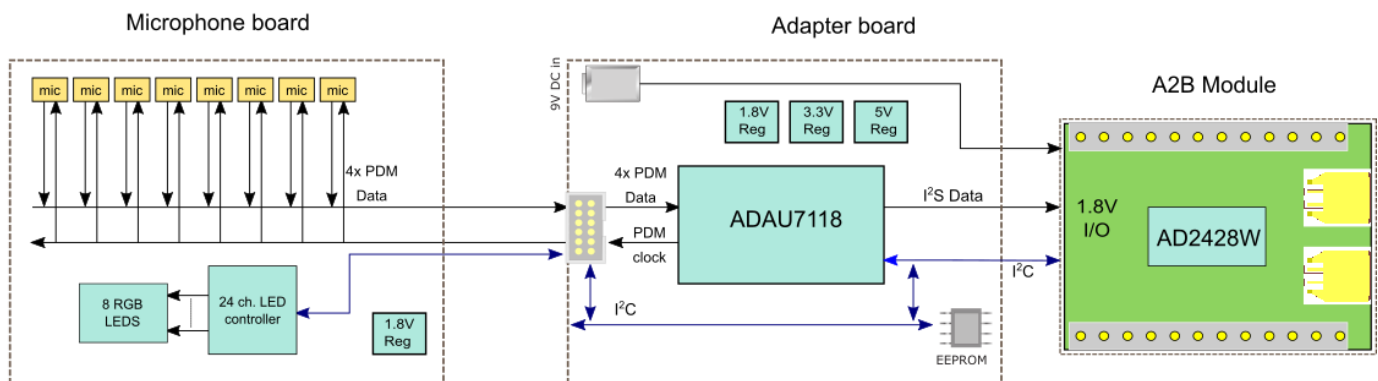 Microphone board
Adapter board
A2B Module
mic mic mic mic mic mic mic mic
4x PDM
Data
8 RGB
LEDS
24 ch. LED
controller
1.8V
Reg
9V DC in
1.8V
Reg
3.3V
Reg
5V
Reg
4x PDM
Data
PDM
clock
ADAU7118
I²S Data
I²C
I²C
EEPROM
1.8V
I/O
AD2428W